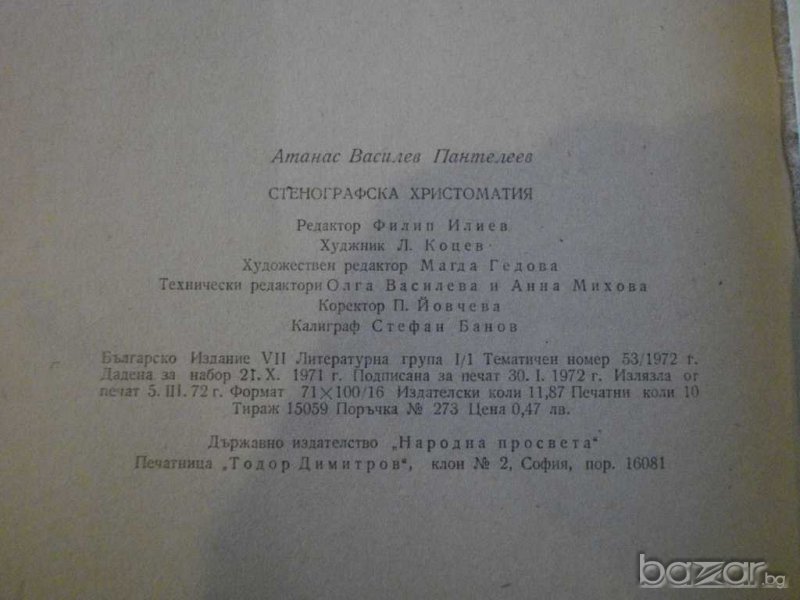 Атанас Василев Пантелеев
СТЕНОГРАФСКА ХРИСТОМАТИЯ
Редактор Филип Илиев
Худжник Л. Коцев
Художествен редактор Магда Гедова
Технически редактори Олга Василева и Анна Михова
Коректор П. Йовчева
Калиграф Стефан Банов
Българско Издание VII Литературна група I/1 Тематичен номер 53/1972 г.
Дадена за набор 21. X. 1971 г. Подписана за печат 30. I. 1972 г. Излязла от
печат 5. III. 72 г. Формат 71×100/16 Издателски коли 11,87 Печатни коли 10
Тираж 15059 Поръчка № 273 Цена 0,47 лв.
Държавно издателство „Народна просвета“
Печатница „Тодор Димитров“, клон № 2, София, пор. 16081
bazar.bg